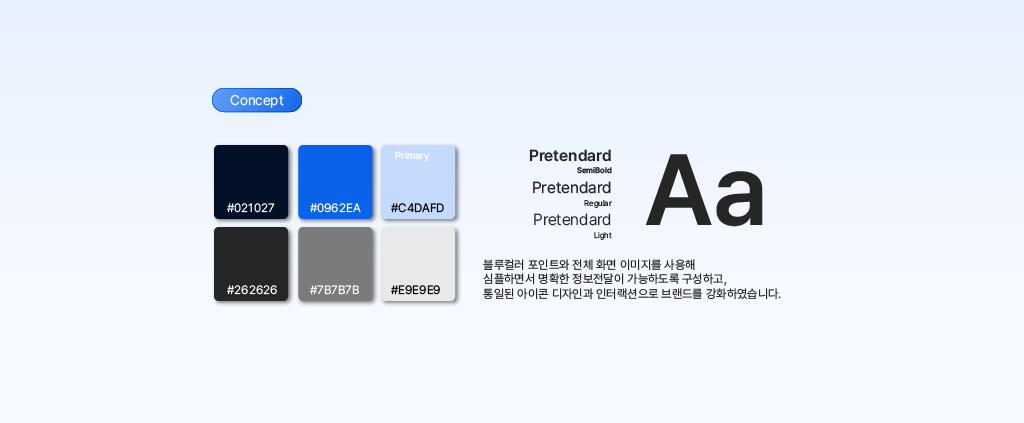 Concept
Primary
#021027
#0962EA
#C4DAFD
#262626
#7B7B7B
#E9E9E9
Pretendard
SemiBold
Pretendard
Regular
Pretendard
Light
Aa
블루컬러 포인트와 전체 화면 이미지를 사용해
심플하면서 명확한 정보전달이 가능하도록 구성하고,
통일된 아이콘 디자인과 인터랙션으로 브랜드를 강화하였습니다.